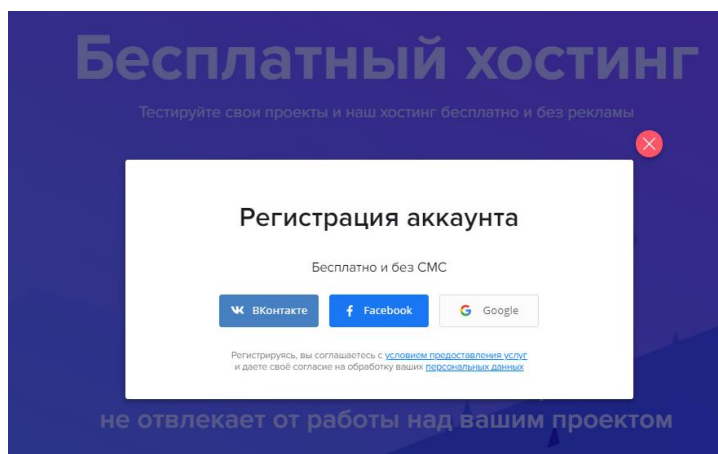 Бесплатный хостинг
Тестируйте свои проекты и наш хостинг бесплатно и без рекламы
Регистрация аккаунта
Бесплатно и без СМС
ВКонтакте
Facebook
Google
Регистрируясь, вы соглашаетесь с условием предоставления услуг
и даете своё согласие на обработку ваших персональных данных
не отвлекает от работы над вашим проектом